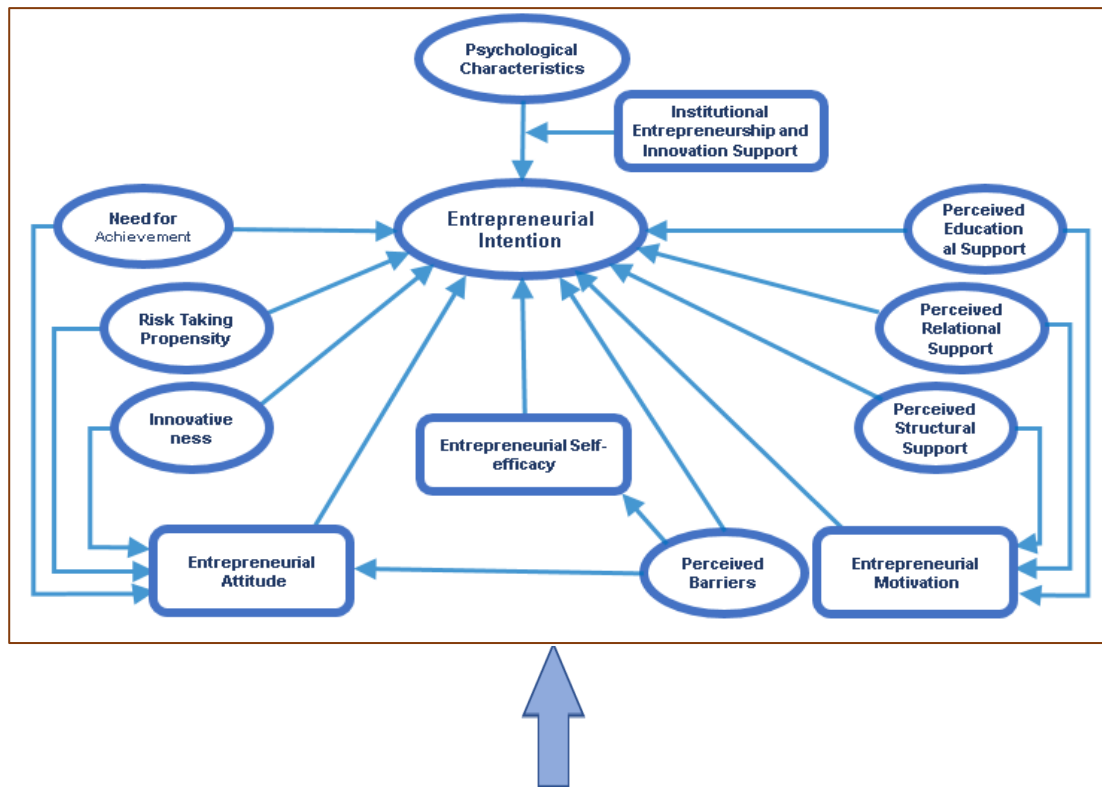 Psychological
Characteristics
Institutional
Entrepreneurship and
Innovation Support
Need for
Achievement
Entrepreneurial
Intention
Perceived
Education
al Support
Risk Taking
Propensity
Perceived
Relational
Support
Innovative
ness
Entrepreneurial Self-
efficacy
Perceived
Structural
Support
Entrepreneurial
Attitude
Perceived
Barriers
Entrepreneurial
Motivation